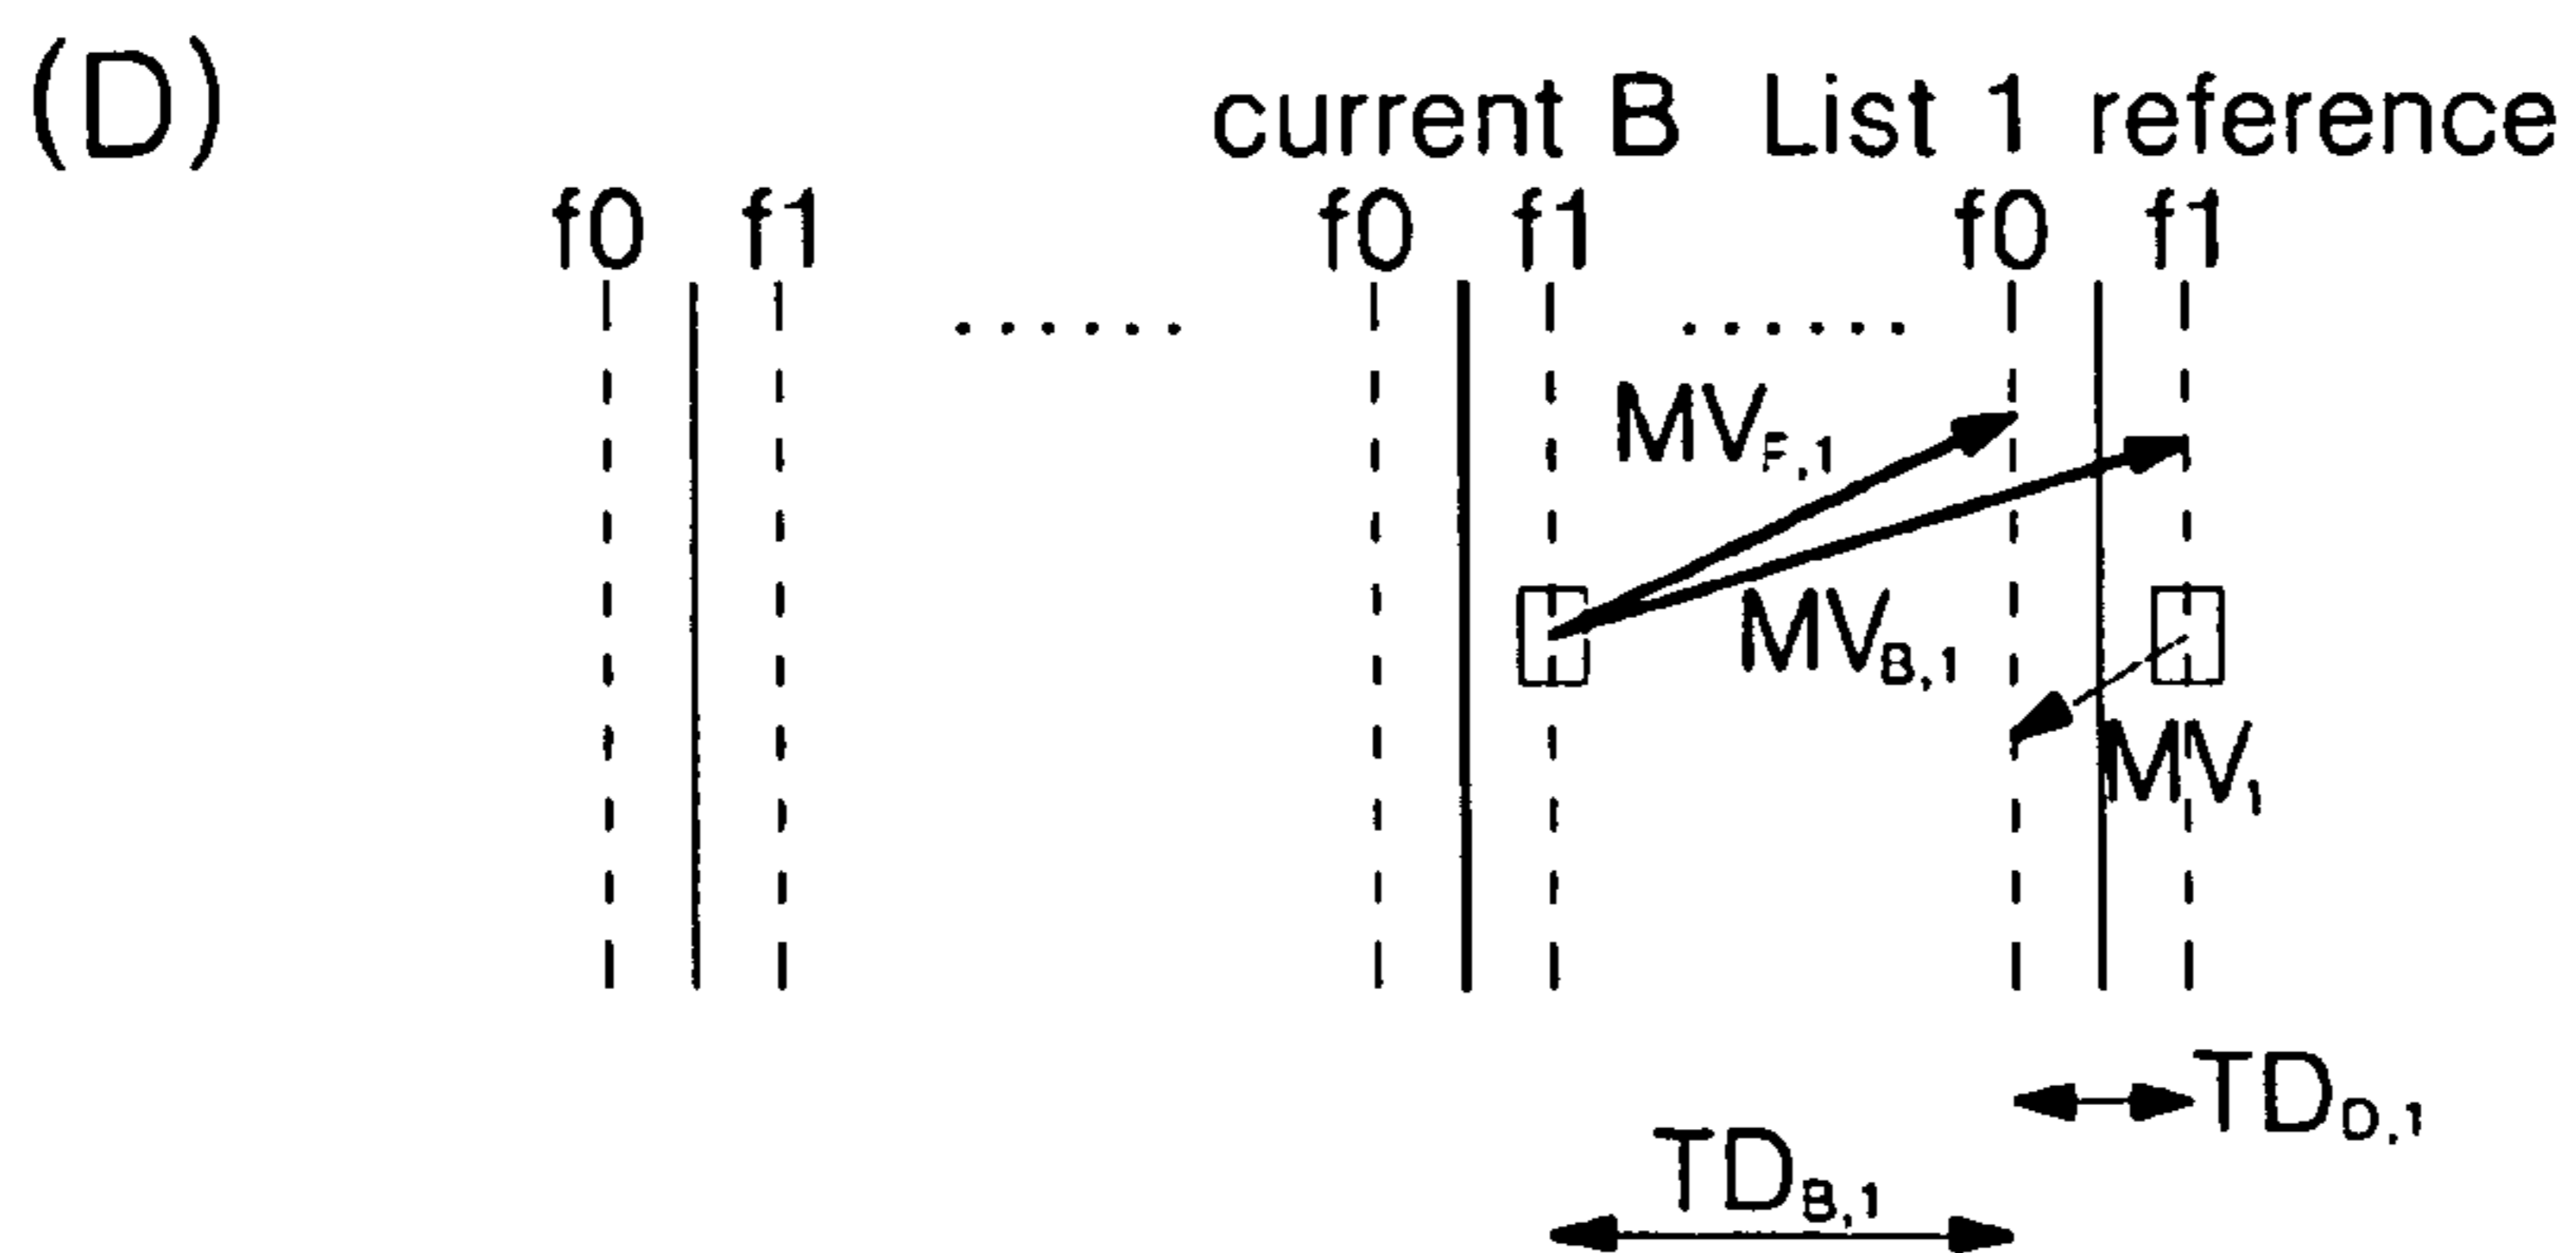 (D)
current B List 1 reference
f0 f1 f0 f1 f0 f1
............ 
MVF,1
MVB,1
MV1
TDD,1
TDB,1